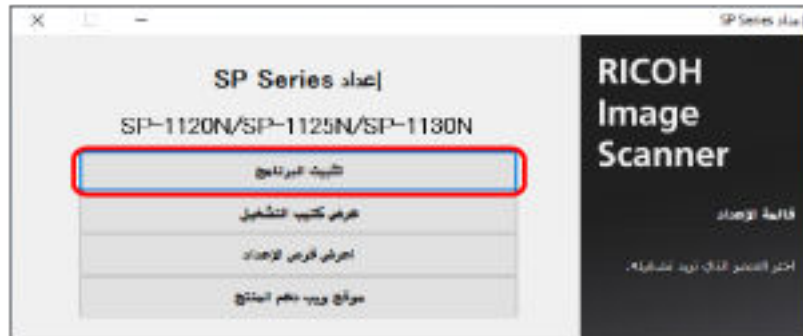 إعداد SP Series
RICOH
Image
Scanner
قائمة الإعداد
اختر العنصر الذي تريد تشغيله.
إعداد SP Series
SP-1120N/SP-1125N/SP-1130N
تثبيت البرنامج
عرض كتيب التشغيل
اعرض قرص الإعداد
موقع ويب دعم المنتج